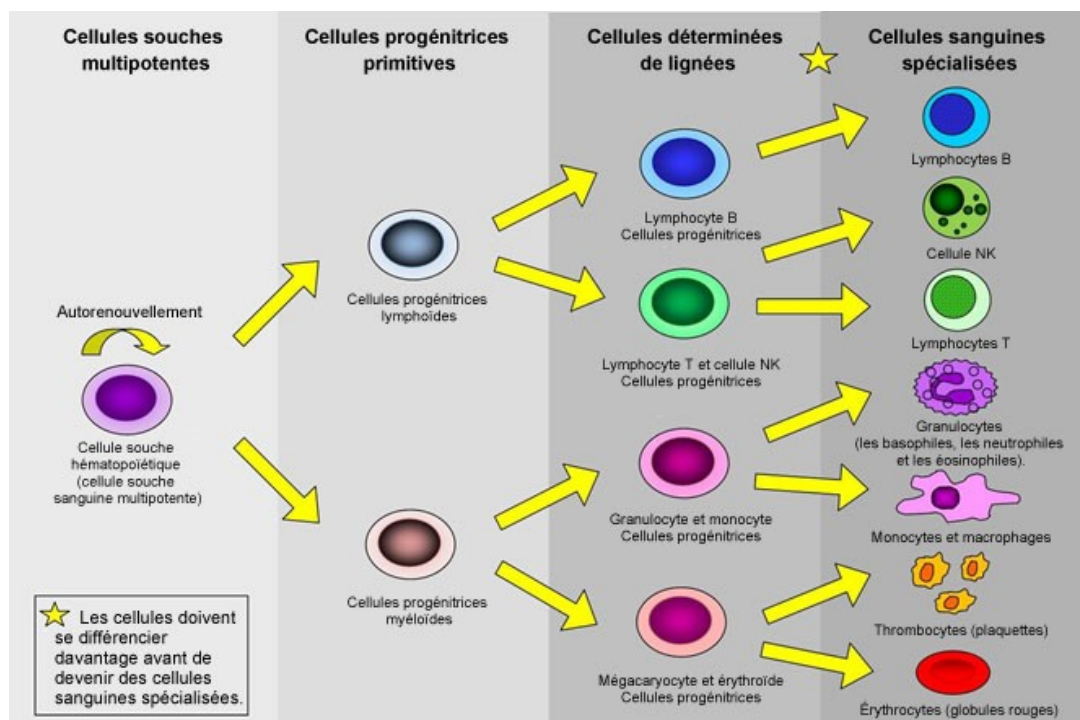 Cellules souches
multipotentes
Cellules progénitrices
primitives
Cellules déterminées
de lignées
Cellules sanguines
spécialisées
Autorenouvellement
Cellule souche
hématopoïétique
(cellule souche
sanguine multipotente)
Cellules progénitrices
lymphoïdes
Cellules progénitrices
myéloïdes
Lymphocyte B
Cellules progénitrices
Lymphocyte T et cellule NK
Cellules progénitrices
Granulocyte et monocyte
Cellules progénitrices
Mégacaryocyte et érythroïde
Cellules progénitrices
Lymphocytes B
Cellule NK
Lymphocytes T
Granulocytes
(les basophiles, les neutrophiles
et les éosinophiles).
Monocytes et macrophages
Thrombocytes (plaquettes)
Érythrocytes (globules rouges)
Les cellules doivent
se différencier
davantage avant de
devenir des cellules
sanguines spécialisées.